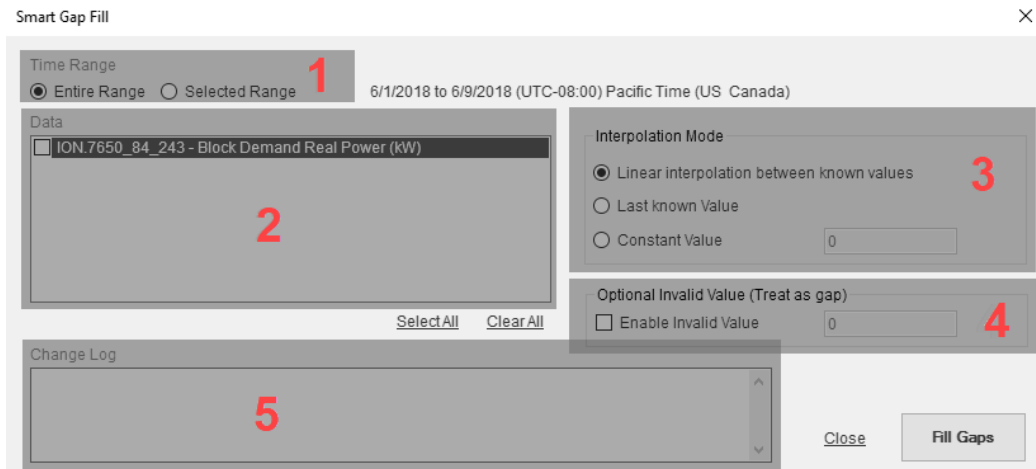 Smart Gap Fill
Time Range
1
Entire Range Selected Range 6/1/2018 to 6/9/2018 (UTC-08:00) Pacific Time (US Canada)
Data
ION.7650_84_243 - Block Demand Real Power (kW)
2
Select All Clear All
Interpolation Mode
Linear interpolation between known values
3
Last known Value
Constant Value 0
Optional Invalid Value (Treat as gap)
Enable Invalid Value 0
4
Change Log
5
Close Fill Gaps